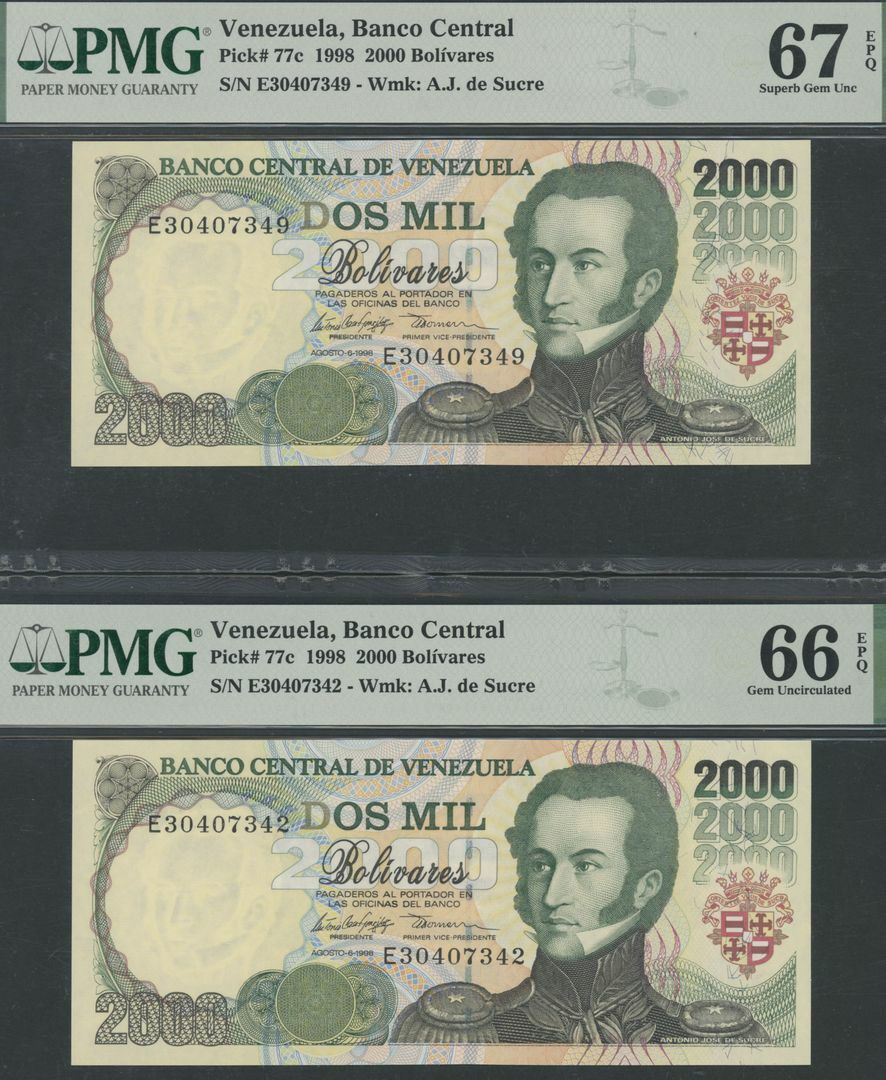 PMG®
PAPER MONEY GUARANTY
Venezuela, Banco Central
Pick# 77c 1998 2000 Bolívares
S/N E30407349 - Wmk: A.J. de Sucre
67 EPQ
Superb Gem Unc
BANCO CENTRAL DE VENEZUELA
2000
2000
2000
E30407349
DOS MIL
2000
Bolívares
PAGADEROS AL PORTADOR EN
LAS OFICINAS DEL BANCO
PRESIDENTE PRIMER VICE-PRESIDENTE
AGOSTO-6-1998
E30407349
2000
ANTONIO JOSE DE SUCRE
PMG®
PAPER MONEY GUARANTY
Venezuela, Banco Central
Pick# 77c 1998 2000 Bolívares
S/N E30407342 - Wmk: A.J. de Sucre
66 EPQ
Gem Uncirculated
BANCO CENTRAL DE VENEZUELA
2000
2000
2000
E30407342
DOS MIL
2000
Bolívares
PAGADEROS AL PORTADOR EN
LAS OFICINAS DEL BANCO
PRESIDENTE PRIMER VICE-PRESIDENTE
AGOSTO-6-1998
E30407342
2000
ANTONIO JOSE DE SUCRE